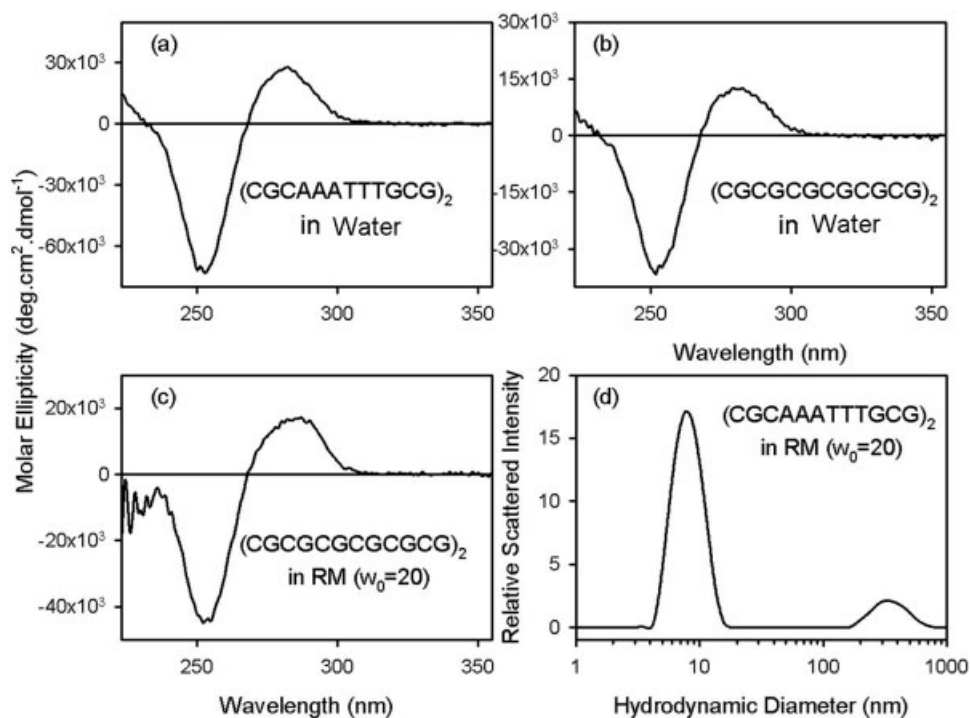 Molar Ellipticity (deg.cm².dmol⁻¹)
(a)
30x10³
0
-30x10³
-60x10³
(CGCAAATTTGCG)₂
in Water
250
300
350
(b)
30x10³
15x10³
0
-15x10³
-30x10³
(CGCGCGCGCGCG)₂
in Water
250
300
350
Wavelength (nm)
(c)
20x10³
0
-20x10³
-40x10³
(CGCGCGCGCGCG)₂
in RM (w₀=20)
250
300
350
Wavelength (nm)
Relative Scattered Intensity
(d)
20
15
10
5
0
(CGCAAATTTGCG)₂
in RM (w₀=20)
1
10
100
1000
Hydrodynamic Diameter (nm)